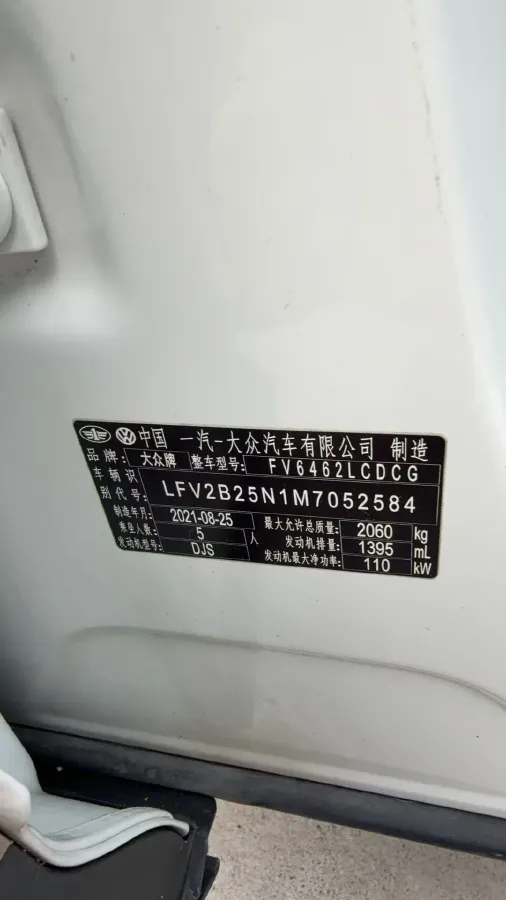 中国 一汽-大众汽车有限公司 制造
品牌: 大众牌 整车型号: FV6462LCDCG
车辆识
别代号: LFV2B25N1M7052584
制造年月: 2021-08-25 最大允许总质量: 2060 kg
乘坐人数: 5 人 发动机排量: 1395 mL
发动机型号: DJS 发动机最大净功率: 110 kW